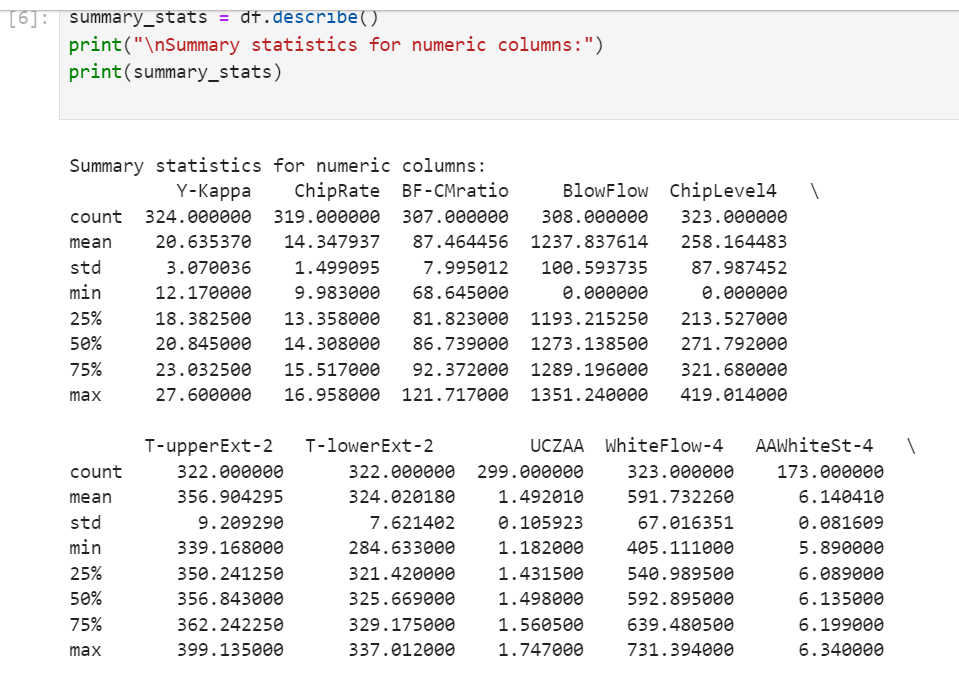 [6]: summary_stats = df.describe()
print("\nSummary statistics for numeric columns:")
print(summary_stats)
Summary statistics for numeric columns:
Y-Kappa ChipRate BF-CMratio BlowFlow ChipLevel4 \
count 324.000000 319.000000 307.000000 308.000000 323.000000
mean 20.635370 14.347937 87.464456 1237.837614 258.164483
std 3.070036 1.499095 7.995012 100.593735 87.987452
min 12.170000 9.983000 68.645000 0.000000 0.000000
25% 18.382500 13.358000 81.823000 1193.215250 213.527000
50% 20.845000 14.308000 86.739000 1273.138500 271.792000
75% 23.032500 15.517000 92.372000 1289.196000 321.680000
max 27.600000 16.958000 121.717000 1351.240000 419.014000
T-upperExt-2 T-lowerExt-2 UCZAA WhiteFlow-4 AAWhiteSt-4 \
count 322.000000 322.000000 299.000000 323.000000 173.000000
mean 356.904295 324.020180 1.492010 591.732260 6.140410
std 9.209290 7.621402 0.105923 67.016351 0.081609
min 339.168000 284.633000 1.182000 405.111000 5.890000
25% 350.241250 321.420000 1.431500 540.989500 6.089000
50% 356.843000 325.669000 1.498000 592.895000 6.135000
75% 362.242250 329.175000 1.560500 639.480500 6.199000
max 399.135000 337.012000 1.747000 731.394000 6.340000